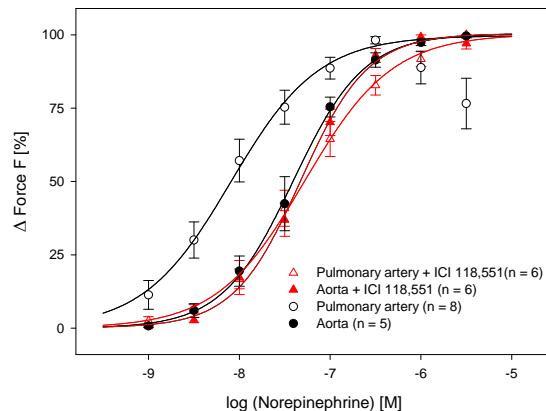 100
75
50
25
0
Δ Force F [%]
Pulmonary artery + ICI 118,551(n = 6)
Aorta + ICI 118,551 (n = 6)
Pulmonary artery (n = 8)
Aorta (n = 5)
-9 -8 -7 -6 -5
log (Norepinephrine) [M]